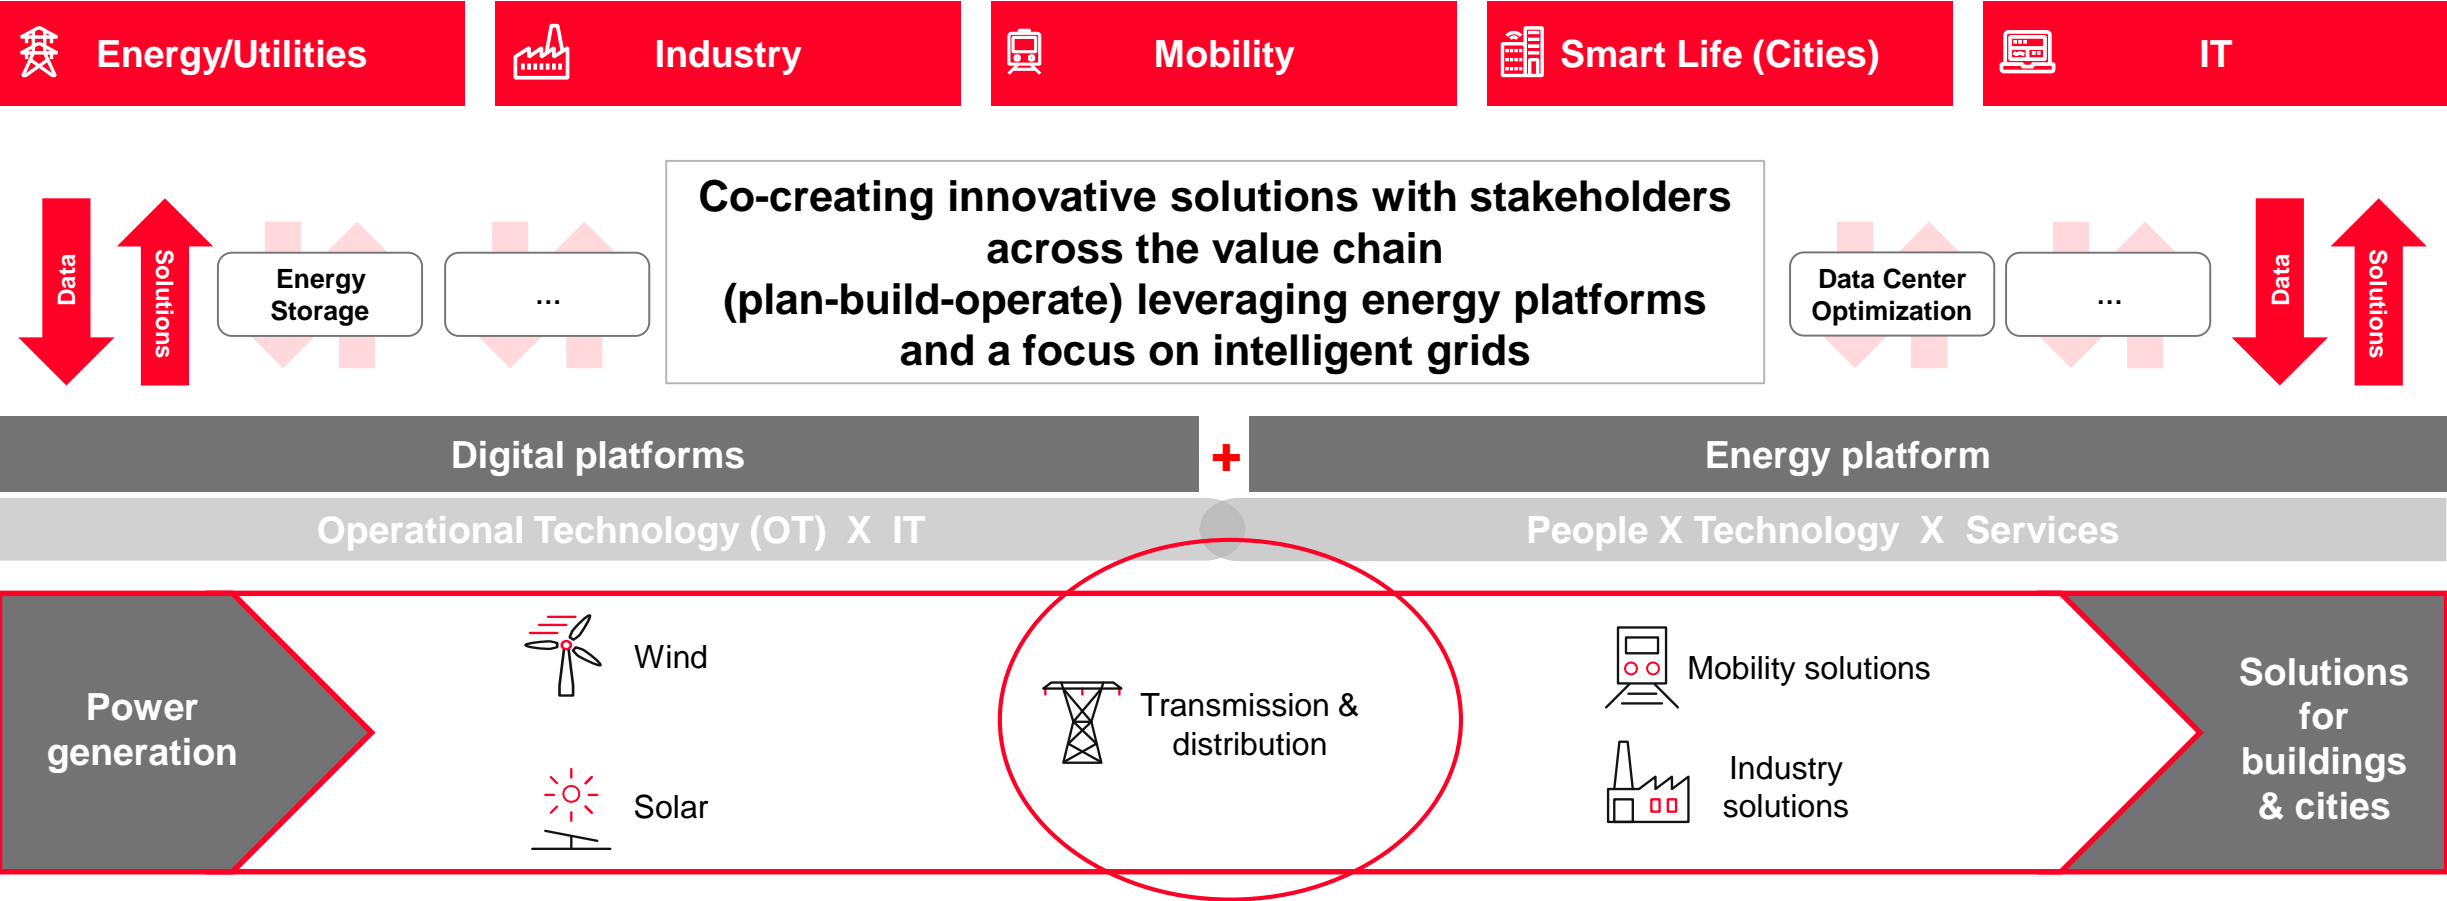 Energy/Utilities
Industry
Mobility
Smart Life (Cities)
IT
Data
Solutions
Energy
Storage
...
Co-creating innovative solutions with stakeholders
across the value chain
(plan-build-operate) leveraging energy platforms
and a focus on intelligent grids
Data Center
Optimization
...
Data
Solutions
Digital platforms
+
Energy platform
Operational Technology (OT) X IT
People X Technology X Services
Power
generation
Wind
Solar
Transmission &
distribution
Mobility solutions
Industry
solutions
Solutions
for
buildings
& cities